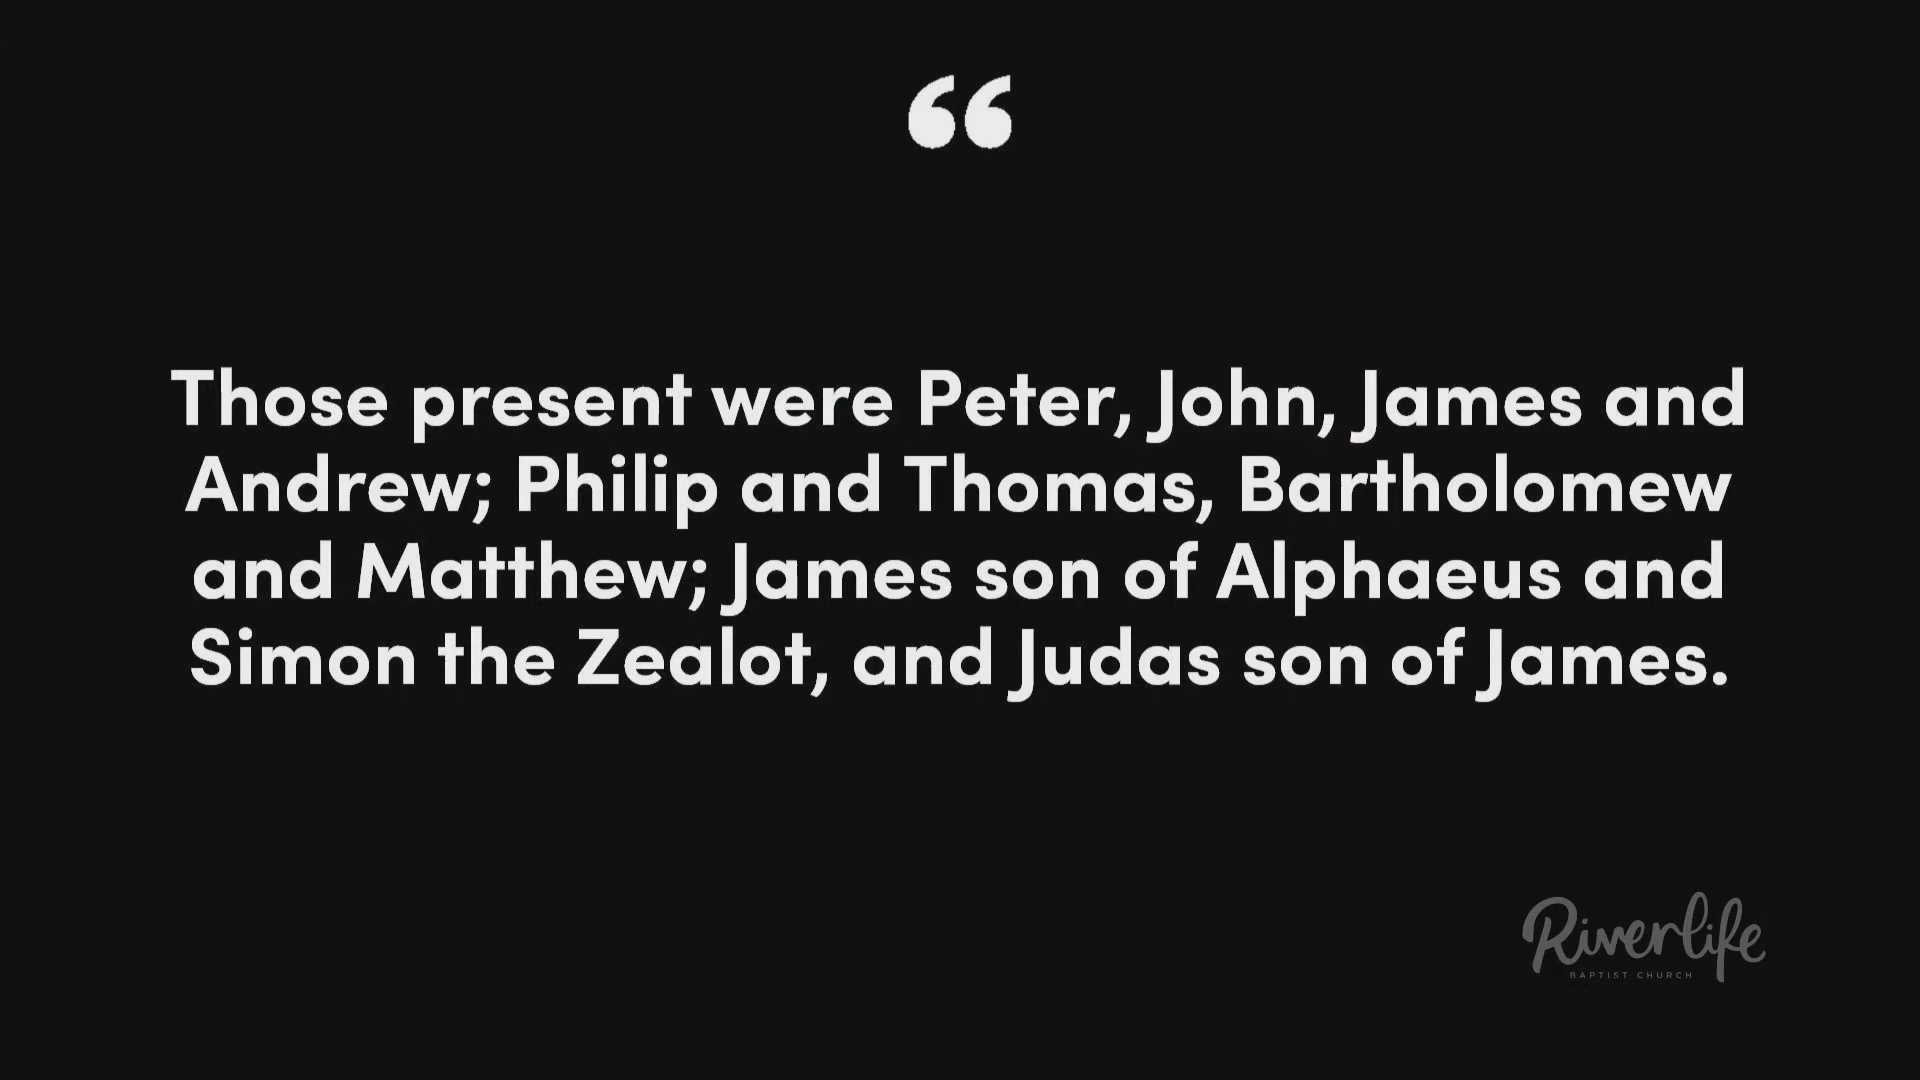 “
Those present were Peter, John, James and
Andrew; Philip and Thomas, Bartholomew
and Matthew; James son of Alphaeus and
Simon the Zealot, and Judas son of James.
Riverlife
BAPTIST CHURCH